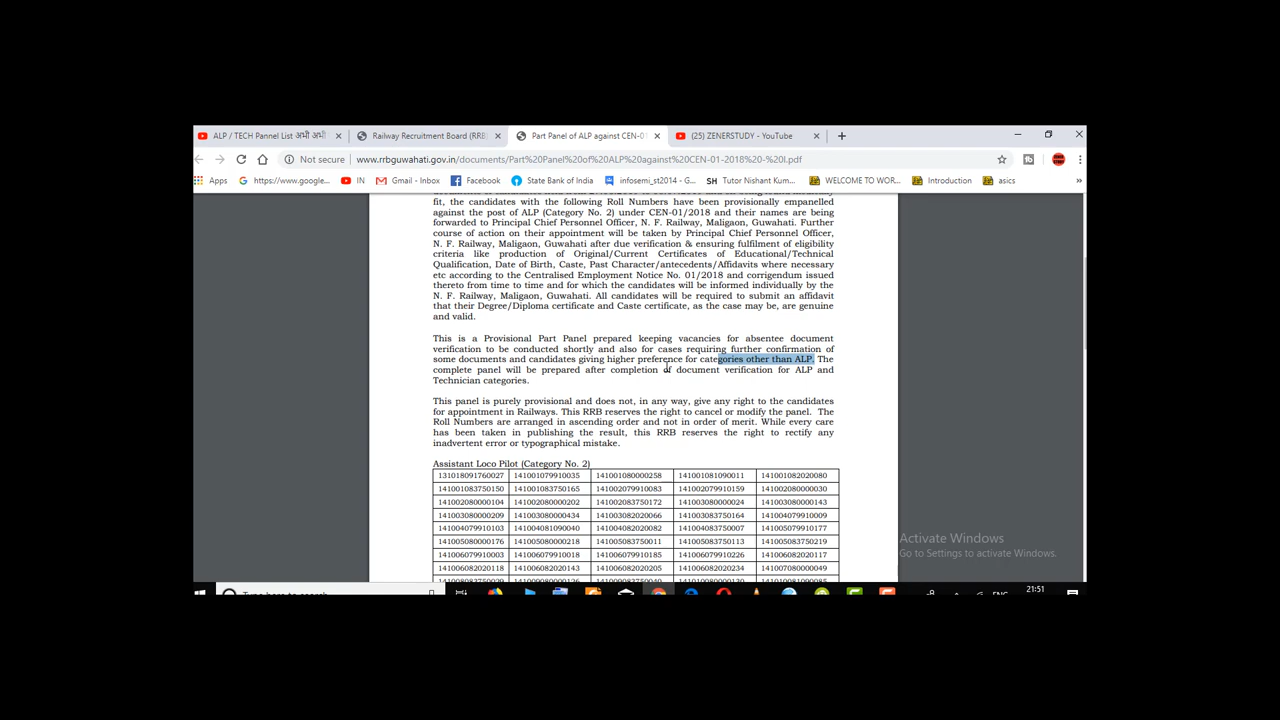 ALP / TECH Pannel List अभी अभी
Railway Recruitment Board (RRB)
Part Panel of ALP against CEN-01
(25) ZENERSTUDY - YouTube
Not secure www.rrbguwahati.gov.in/documents/Part%20Panel%20of%20ALP%20against%20CEN-01-2018%20-%20I.pdf
Apps https://www.google... IN Gmail - Inbox Facebook State Bank of India infosemi_st2014 - G... SH Tutor Nishant Kum... WELCOME TO WOR... Introduction asics »
fit, the candidates with the following Roll Numbers have been provisionally empanelled
against the post of ALP (Category No. 2) under CEN-01/2018 and their names are being
forwarded to Principal Chief Personnel Officer, N. F. Railway, Maligaon, Guwahati. Further
course of action on their appointment will be taken by Principal Chief Personnel Officer,
N. F. Railway, Maligaon, Guwahati after due verification & ensuring fulfilment of eligibility
criteria like production of Original/Current Certificates of Educational/Technical
Qualification, Date of Birth, Caste, Past Character/antecedents/Affidavits where necessary
etc according to the Centralised Employment Notice No. 01/2018 and corrigendum issued
thereto from time to time and for which the candidates will be informed individually by the
N. F. Railway, Maligaon, Guwahati. All candidates will be required to submit an affidavit
that their Degree/Diploma certificate and Caste certificate, as the case may be, are genuine
and valid.
This is a Provisional Part Panel prepared keeping vacancies for absentee document
verification to be conducted shortly and also for cases requiring further confirmation of
some documents and candidates giving higher preference for categories other than ALP. The
complete panel will be prepared after completion of document verification for ALP and
Technician categories.
This panel is purely provisional and does not, in any way, give any right to the candidates
for appointment in Railways. This RRB reserves the right to cancel or modify the panel. The
Roll Numbers are arranged in ascending order and not in order of merit. While every care
has been taken in publishing the result, this RRB reserves the right to rectify any
inadvertent error or typographical mistake.
Assistant Loco Pilot (Category No. 2)
131018091760027 141001079910035 141001080000258 141001081090011 141001082020080
141001083750150 141001083750165 141002079910083 141002079910159 141002080000030
141002080000104 141002080000202 141002083750172 141003080000024 141003080000143
141003080000209 141003080000434 141003082020066 141003083750164 141004079910009
141004079910103 141004081090040 141004082020082 141004083750007 141005079910177
141005080000176 141005080000218 141005083750011 141005083750113 141005083750219
141006079910003 141006079910018 141006079910185 141006079910226 141006082020117
141006082020118 141006082020143 141006082020205 141006082020234 141007080000049
Activate Windows
Go to Settings to activate Windows.
Type here to search
ENG
21:51